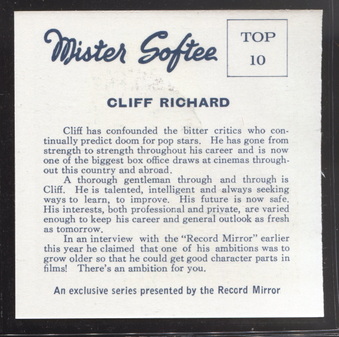 Mister Softee
TOP
10
CLIFF RICHARD
Cliff has confounded the bitter critics who con-
tinually predict doom for pop stars. He has gone from
strength to strength throughout his career and is now
one of the biggest box office draws at cinemas through-
out this country and abroad.
A thorough gentleman through and through is
Cliff. He is talented, intelligent and always seeking
ways to learn, to improve. His future is now safe.
His interests, both professional and private, are varied
enough to keep his career and general outlook as fresh
as tomorrow.
In an interview with the "Record Mirror" earlier
this year he claimed that one of his ambitions was to
grow older so that he could get good character parts in
films! There's an ambition for you.
An exclusive series presented by the Record Mirror